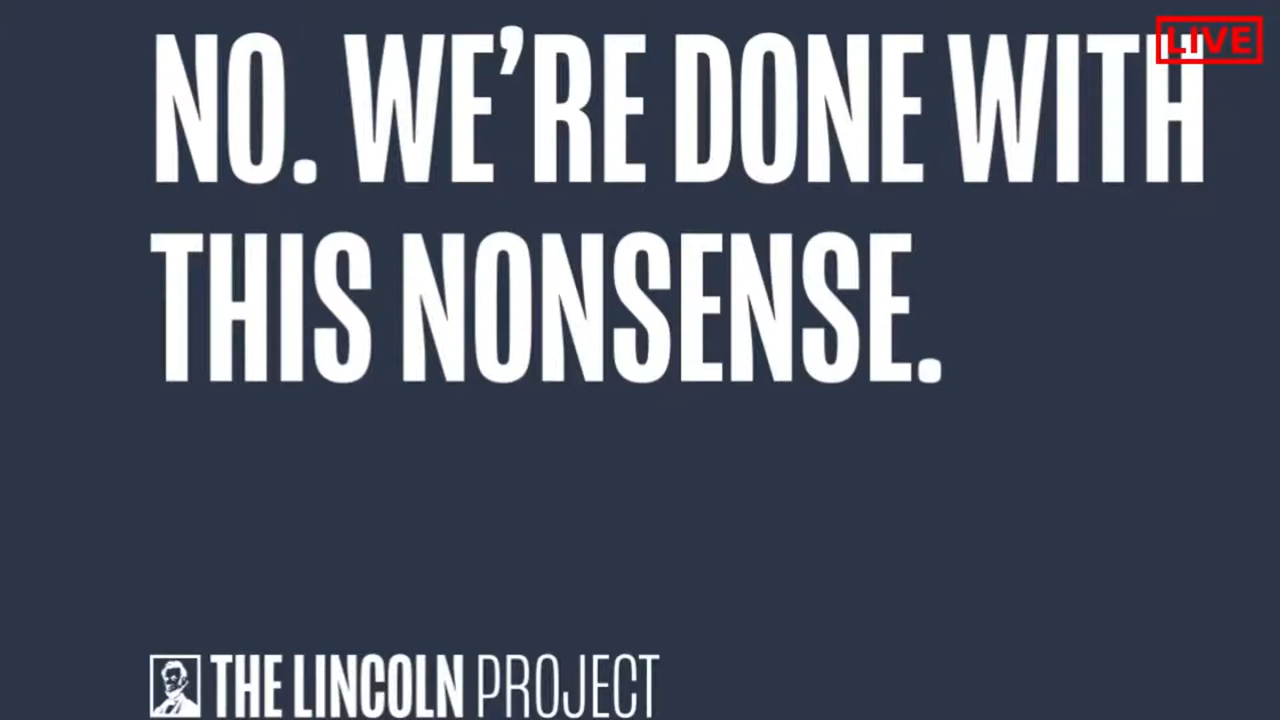 LIVE
NO. WE’RE DONE WITH
THIS NONSENSE.
THE LINCOLN PROJECT